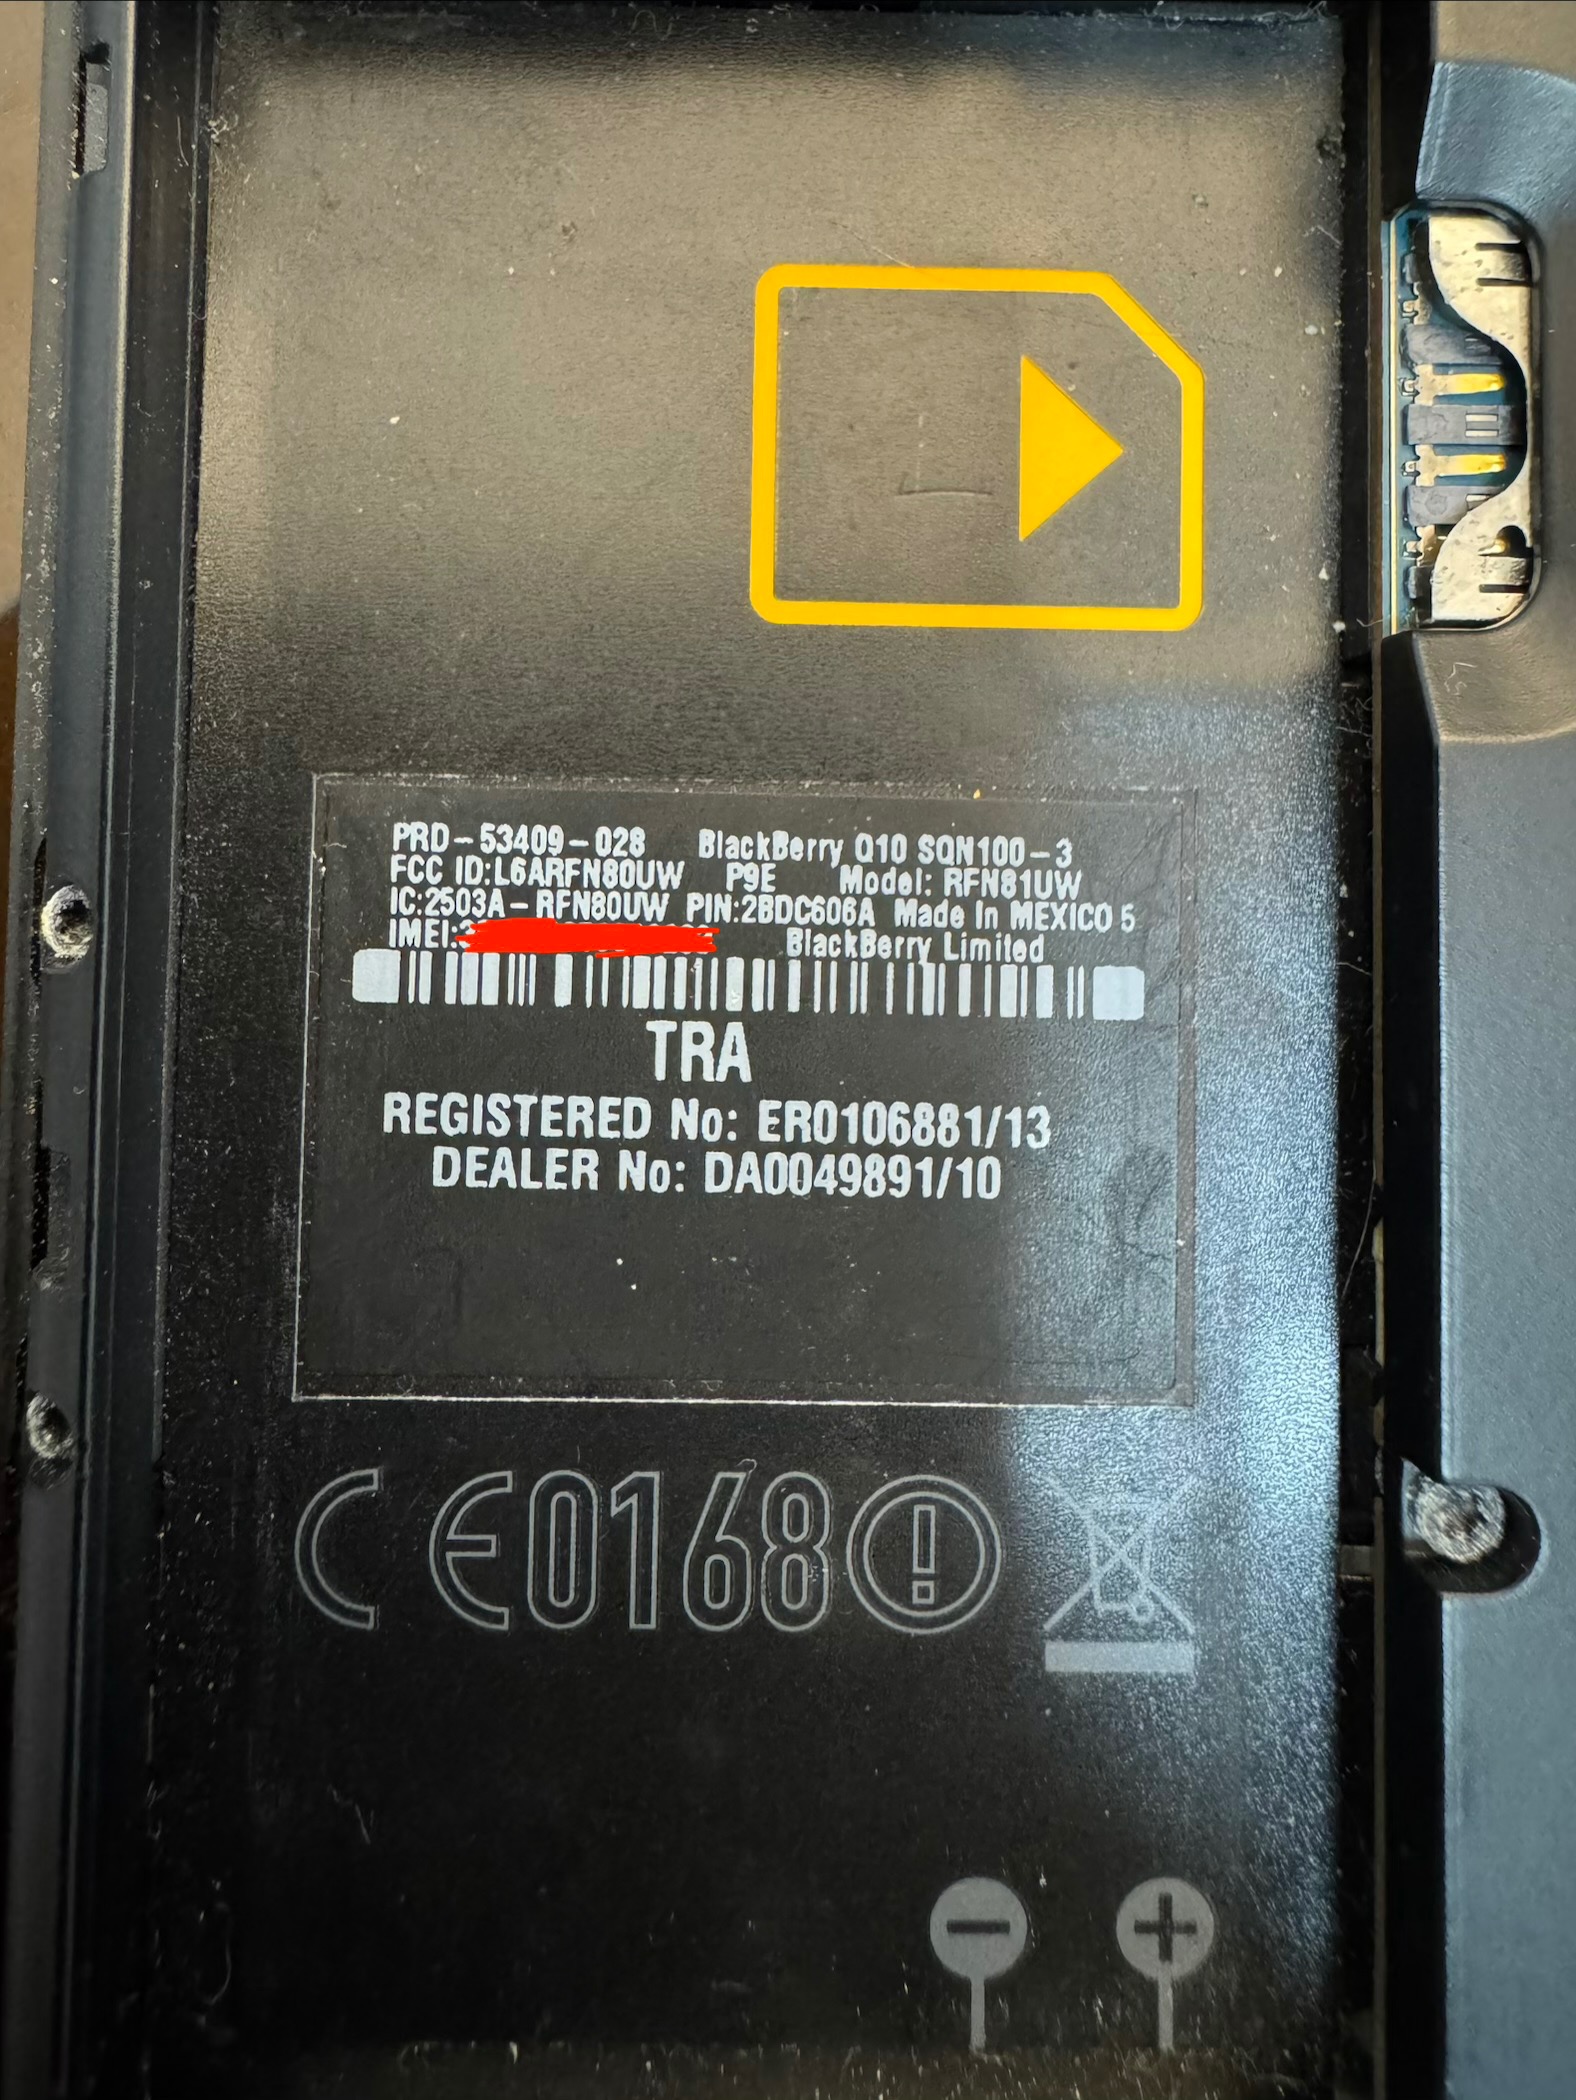 PRD-53409-028 BlackBerry Q10 SQN100-3
FCC ID:L6ARFN80UW P9E Model: RFN81UW
IC:2503A-RFN80UW PIN:2BDC606A Made In MEXICO 5
IMEI: BlackBerry Limited
TRA
REGISTERED No: ER0106881/13
DEALER No: DA0049891/10
CE0168